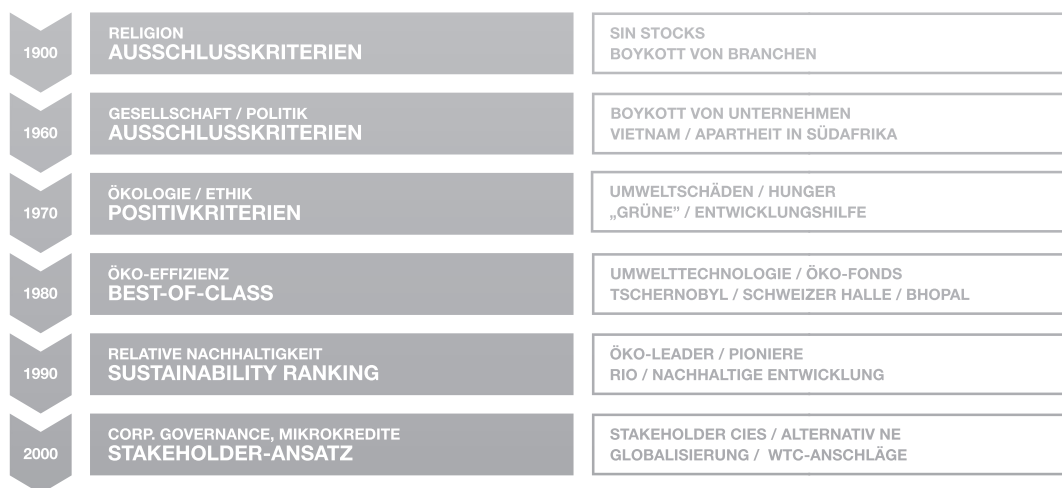 1900
RELIGION
AUSSCHLUSSKRITERIEN
SIN STOCKS
BOYKOTT VON BRANCHEN
1960
GESELLSCHAFT / POLITIK
AUSSCHLUSSKRITERIEN
BOYKOTT VON UNTERNEHMEN
VIETNAM / APARTHEIT IN SÜDAFRIKA
1970
ÖKOLOGIE / ETHIK
POSITIVKRITERIEN
UMWELTSCHÄDEN / HUNGER
„GRÜNE” / ENTWICKLUNGSHILFE
1980
ÖKO-EFFIZIENZ
BEST-OF-CLASS
UMWELTTECHNOLOGIE / ÖKO-FONDS
TSCHERNOBYL / SCHWEIZER HALLE / BHOPAL
1990
RELATIVE NACHHALTIGKEIT
SUSTAINABILITY RANKING
ÖKO-LEADER / PIONIERE
RIO / NACHHALTIGE ENTWICKLUNG
2000
CORP. GOVERNANCE, MIKROKREDITE
STAKEHOLDER-ANSATZ
STAKEHOLDER CIES / ALTERNATIV NE
GLOBALISIERUNG / WTC-ANSCHLÄGE